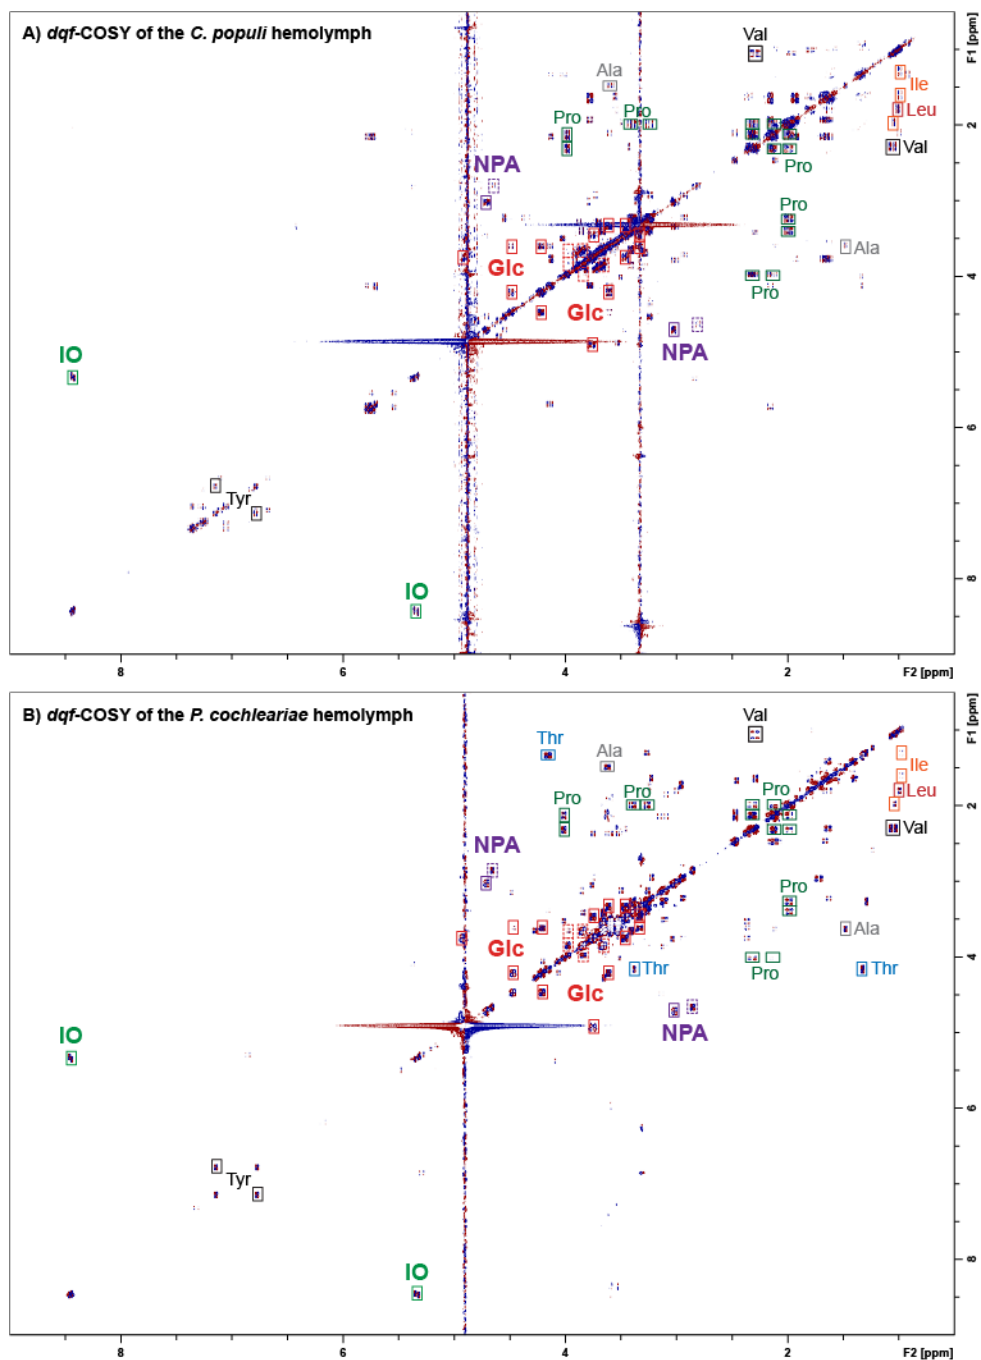 A) dqf-COSY of the C. populi hemolymph
F1 [ppm]
Val
Ala
Ile
Leu
Pro
Pro
2
Val
NPA
Pro
Pro
Ala
Glc
4
Pro
Glc
NPA
IO
6
Tyr
IO
8
8
6
4
2
F2 [ppm]
B) dqf-COSY of the P. cochleariae hemolymph
F1 [ppm]
Val
Thr
Ala
Ile
Leu
Pro
Pro
Pro
2
Val
NPA
Pro
Ala
Glc
Thr
Pro
Thr
4
Glc
NPA
IO
6
Tyr
IO
8
8
6
4
2
F2 [ppm]